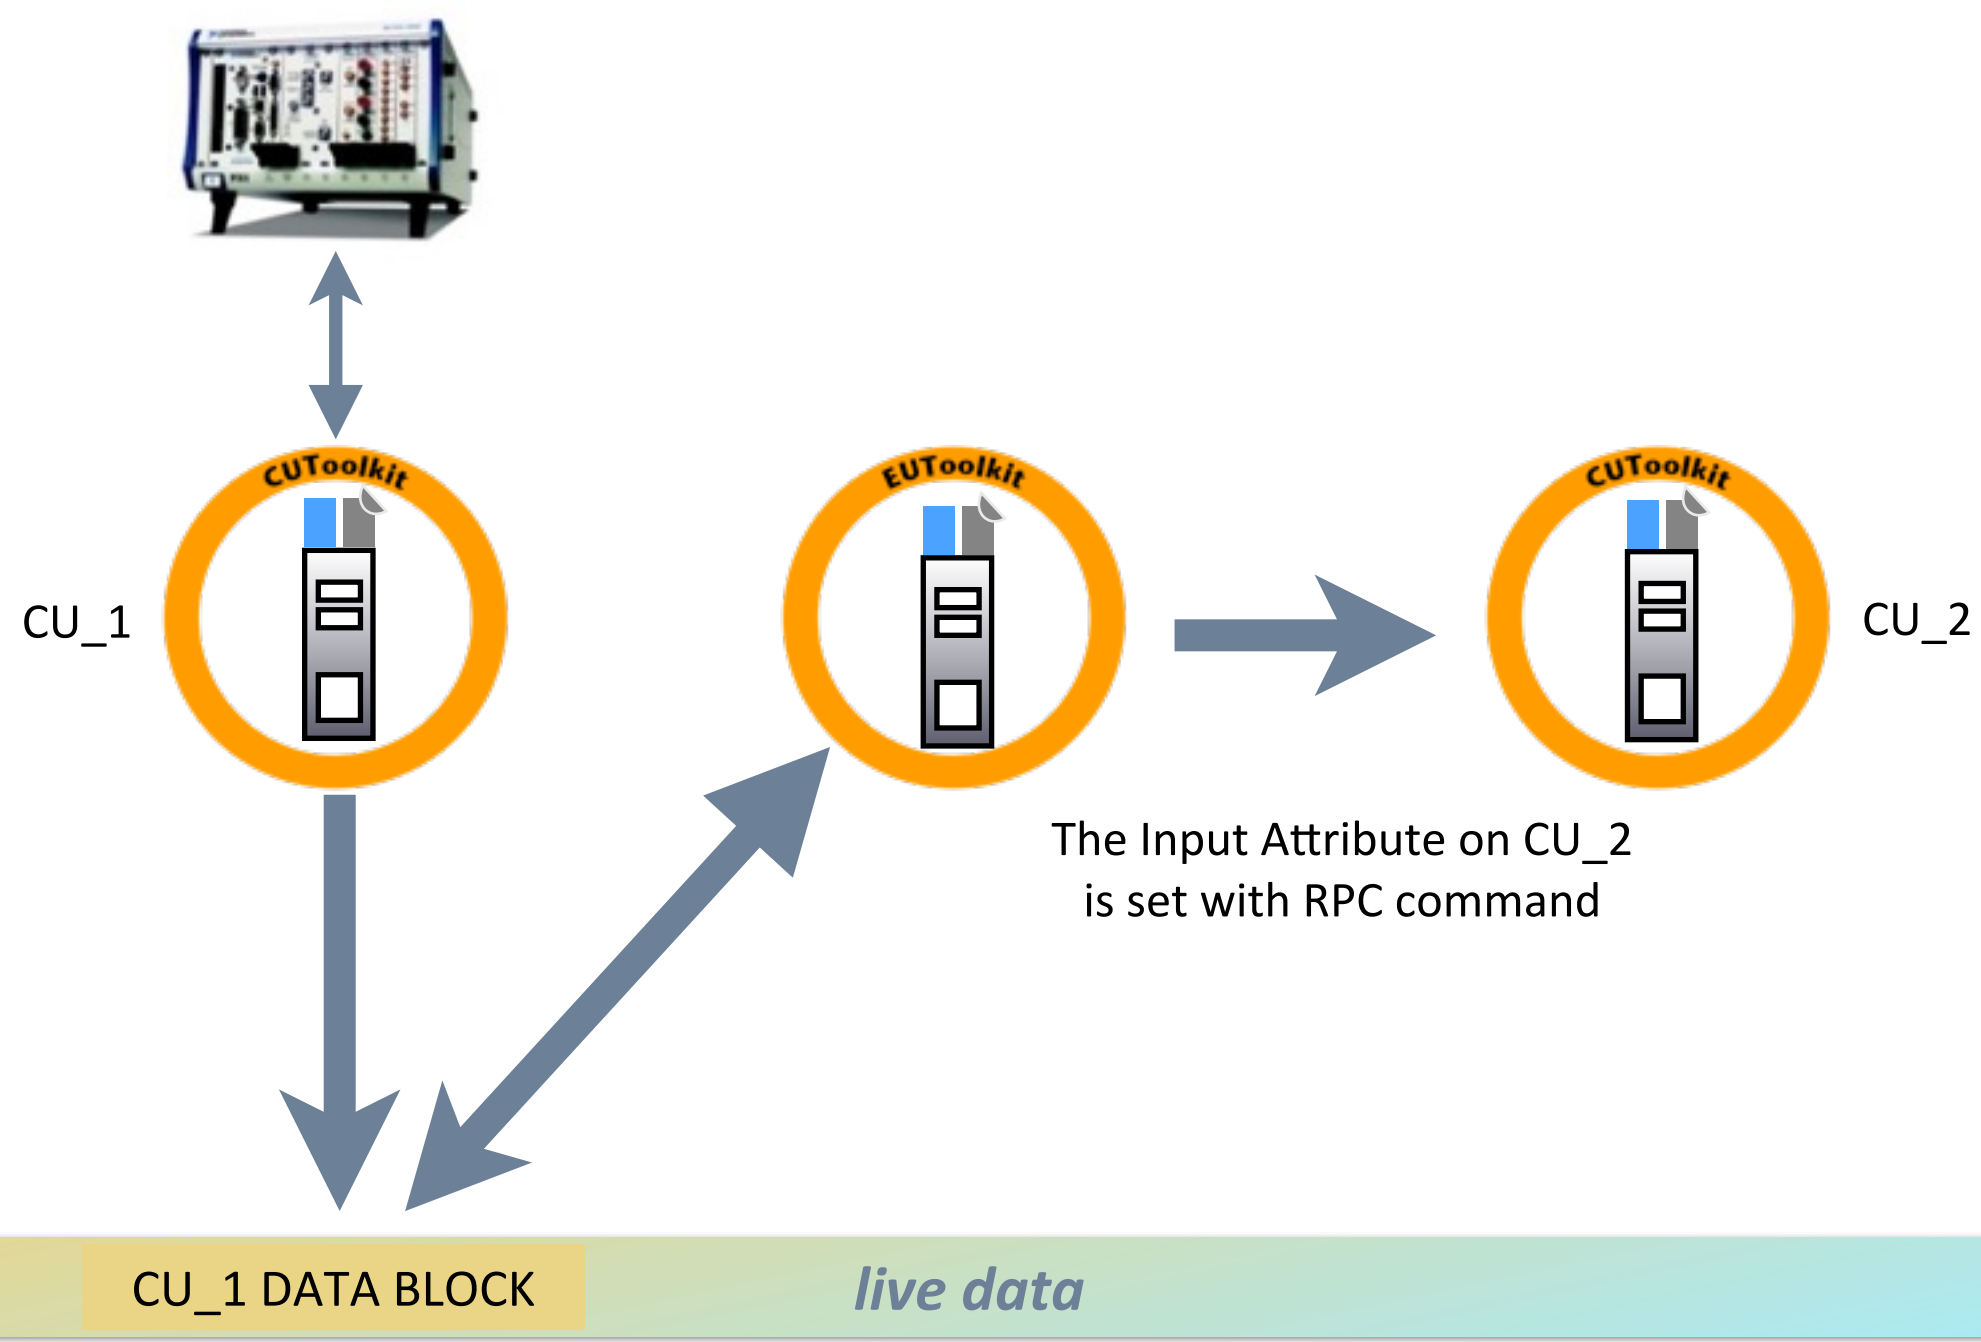 CUToolkit
EUToolkit
CUToolkit
CU_1
CU_2
The Input Attribute on CU_2
is set with RPC command
CU_1 DATA BLOCK
live data